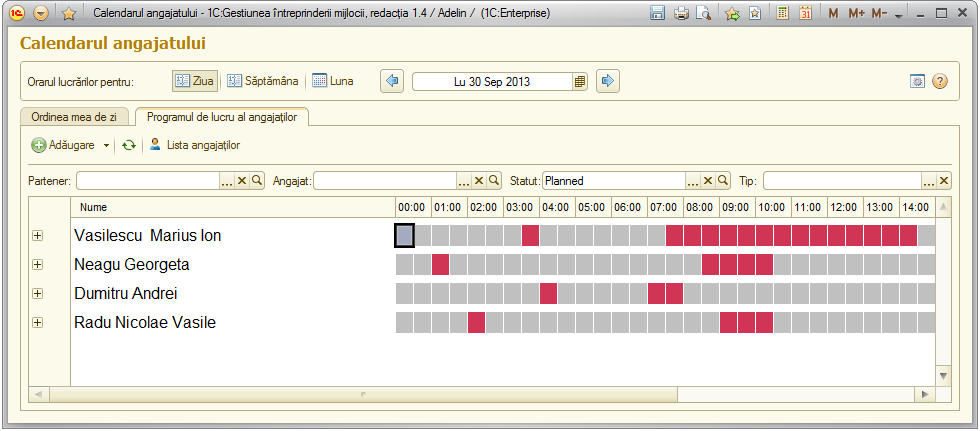 Calendarul angajatului - 1C:Gestiunea întreprinderii mijlocii, redacția 1.4 / Adelin / (1C:Enterprise)
M M+ M-
Calendarul angajatului
Orarul lucrărilor pentru: Ziua Săptămâna Luna Lu 30 Sep 2013
Ordinea mea de zi Programul de lucru al angajaților
Adăugare Lista angajaților
Partener: Angajat: Statut: Planned Tip:
Nume 00:00 01:00 02:00 03:00 04:00 05:00 06:00 07:00 08:00 09:00 10:00 11:00 12:00 13:00 14:00
Vasilescu Marius Ion
Neagu Georgeta
Dumitru Andrei
Radu Nicolae Vasile